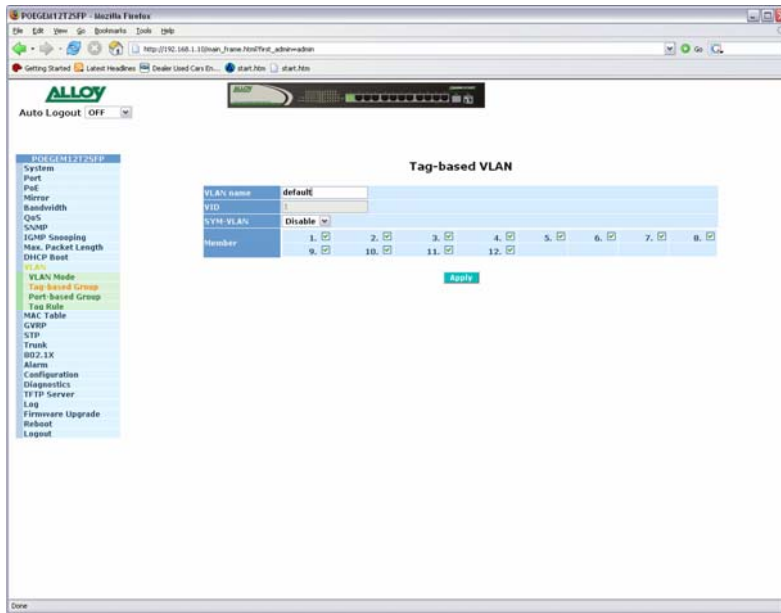 POEGEM12T2SFP - Mozilla Firefox
File Edit View Go Bookmarks Tools Help
http://192.168.1.10/main_frame.html?first_admin=admin
Go
Getting Started Latest Headlines Dealer Used Cars En... start.htm start.htm
ALLOY
ALLOY
Auto Logout OFF
POEGEM12T2SFP
System
Port
PoE
Mirror
Bandwidth
QoS
SNMP
IGMP Snooping
Max. Packet Length
DHCP Boot
VLAN
VLAN Mode
Tag-based Group
Port-based Group
Tag Rule
MAC Table
GVRP
STP
Trunk
802.1X
Alarm
Configuration
Diagnostics
TFTP Server
Log
Firmware Upgrade
Reboot
Logout
Tag-based VLAN
VLAN name default
VID 1
SYM-VLAN Disable
Member 1. 2. 3. 4. 5. 6. 7. 8.
9. 10. 11. 12.
Apply
Done